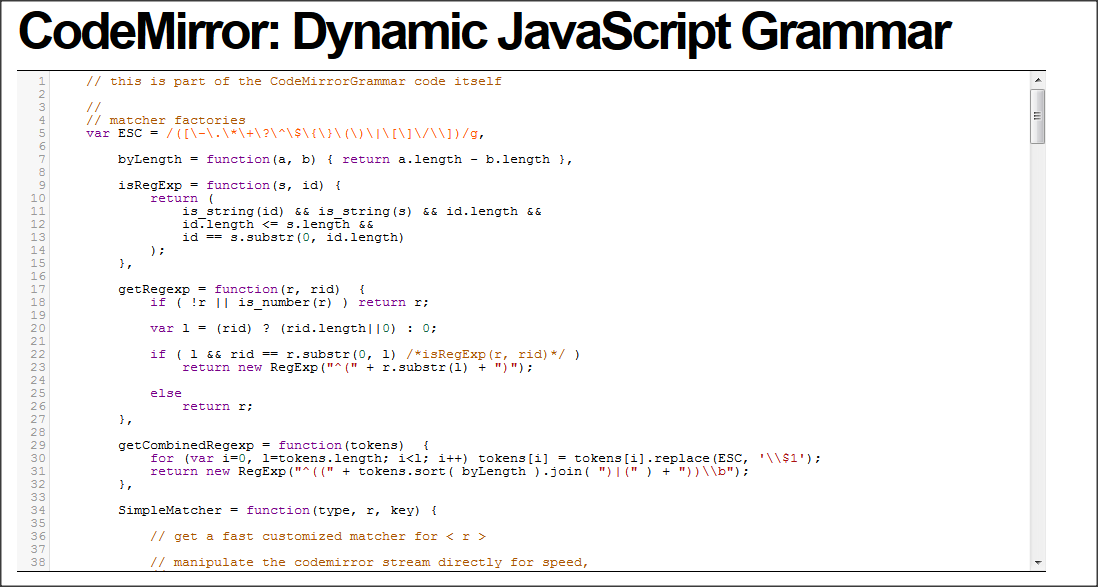 CodeMirror: Dynamic JavaScript Grammar
1 // this is part of the CodeMirrorGrammar code itself
2
3 //
4 // matcher factories
5 var ESC = /([\-\.\*\+\?\^\$\{\}\(\)\|\[\]\/\\])/g,
6
7 byLength = function(a, b) { return a.length - b.length },
8
9 isRegExp = function(s, id) {
10 return (
11 is_string(id) && is_string(s) && id.length &&
12 id.length <= s.length &&
13 id == s.substr(0, id.length)
14 );
15 },
16
17 getRegexp = function(r, rid)  {
18 if ( !r || is_number(r) ) return r;
19
20 var l = (rid) ? (rid.length||0) : 0;
21
22 if ( l && rid == r.substr(0, l) /*isRegExp(r, rid)*/ )
23 return new RegExp("^(" + r.substr(l) + ")");
24
25 else
26 return r;
27 },
28
29 getCombinedRegexp = function(tokens)  {
30 for (var i=0, l=tokens.length; i<l; i++) tokens[i] = tokens[i].replace(ESC, '\\$1');
31 return new RegExp("^((" + tokens.sort( byLength ).join( ")|(" ) + "))\\b");
32 },
33
34 SimpleMatcher = function(type, r, key) {
35
36 // get a fast customized matcher for < r >
37
38 // manipulate the codemirror stream directly for speed,